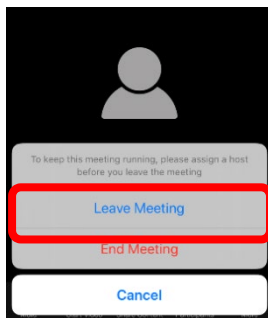 To keep this meeting running, please assign a host
before you leave the meeting
Leave Meeting
End Meeting
Cancel